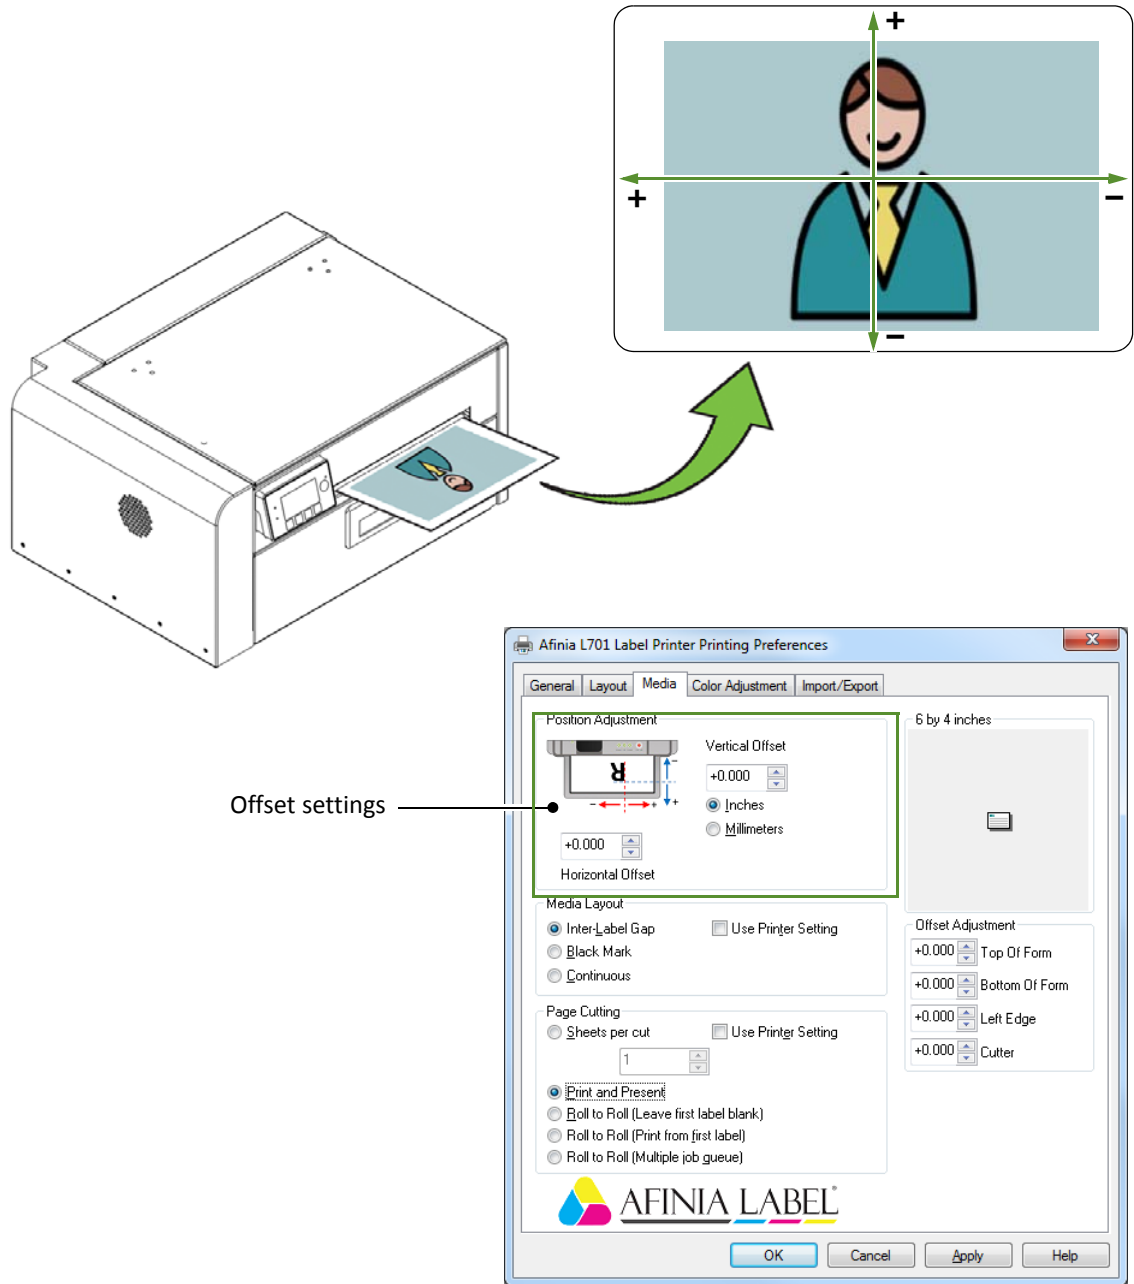 +
+
−
−
Afinia L701 Label Printer Printing Preferences
X
General Layout Media Color Adjustment Import/Export
Position Adjustment
6 by 4 inches
Vertical Offset
R
−
+0.000
− + +
Inches
Offset settings
Millimeters
+0.000
Horizontal Offset
Media Layout
Inter-Label Gap Use Printer Setting
Black Mark
Continuous
Offset Adjustment
+0.000 Top Of Form
+0.000 Bottom Of Form
+0.000 Left Edge
+0.000 Cutter
Page Cutting
Sheets per cut Use Printer Setting
1
Print and Present
Roll to Roll (Leave first label blank)
Roll to Roll (Print from first label)
Roll to Roll (Multiple job queue)
AFINIA LABEL®
OK Cancel Apply Help